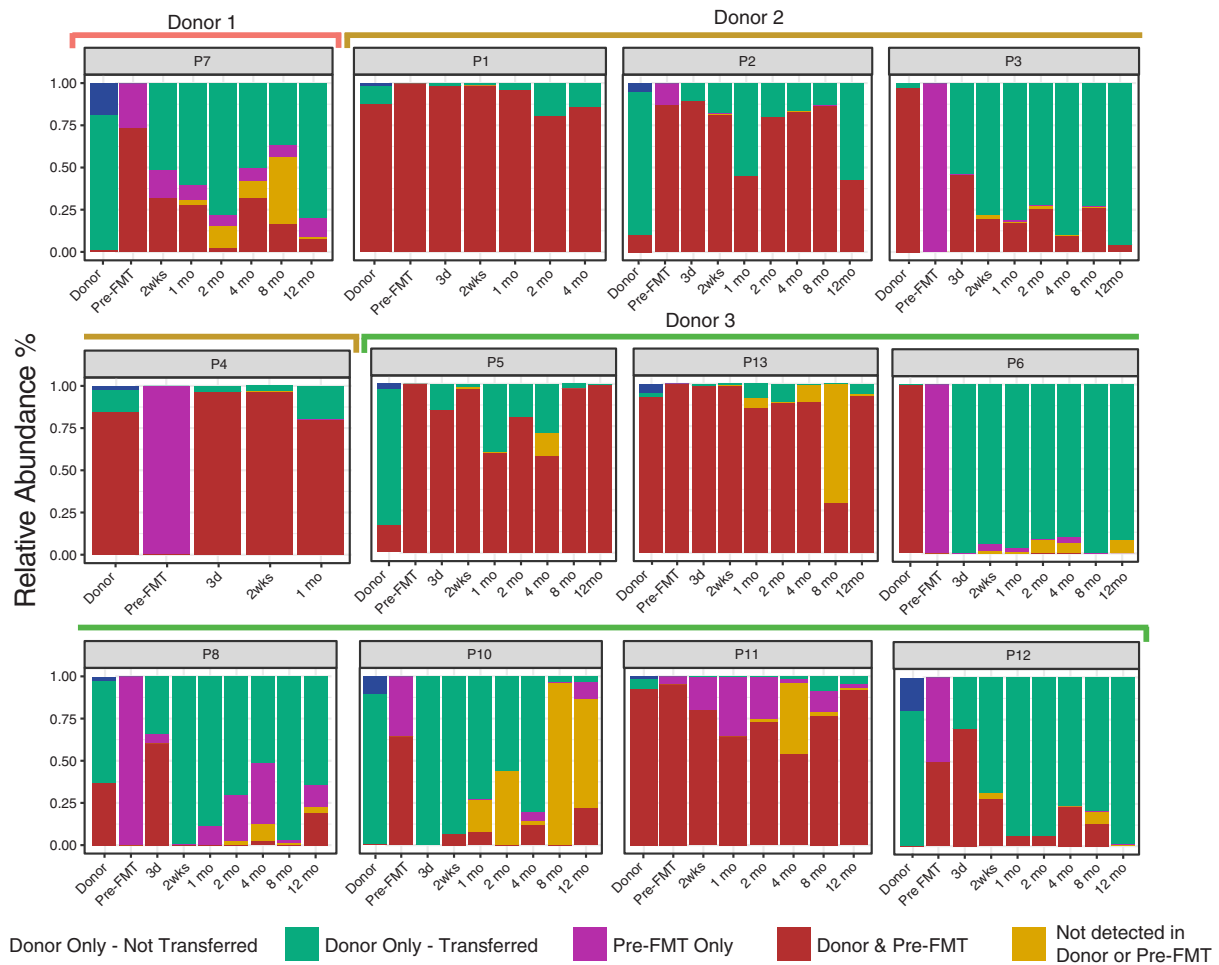 Donor 1
Donor 2
P7
P1
P2
P3
1.00
0.75
0.50
0.25
0.00
Donor
Pre-FMT
2wks
1 mo
2 mo
4 mo
8 mo
12 mo
Donor
Pre-FMT
3d
2wks
1 mo
2 mo
4 mo
Donor
Pre-FMT
3d
2wks
1 mo
2 mo
4 mo
8 mo
12 mo
Donor
Pre-FMT
3d
2wks
1 mo
2 mo
4 mo
8 mo
12mo
Donor 3
Relative Abundance %
P4
P5
P13
P6
1.00
0.75
0.50
0.25
0.00
Donor
Pre-FMT
3d
2wks
1 mo
Donor
Pre-FMT
3d
2wks
1 mo
2 mo
4 mo
8 mo
12mo
Donor
Pre-FMT
3d
2wks
1 mo
2 mo
4 mo
8 mo
12 mo
Donor
Pre-FMT
3d
2wks
1 mo
2 mo
4 mo
8 mo
12mo
P8
P10
P11
P12
1.00
0.75
0.50
0.25
0.00
Donor
Pre-FMT
3d
2wks
1 mo
2 mo
4 mo
8 mo
12 mo
Donor
Pre-FMT
3d
2wks
1 mo
2 mo
4 mo
8 mo
12 mo
Donor
Pre-FMT
2wks
1 mo
2 mo
4 mo
8 mo
12 mo
Donor
Pre FMT
3d
2wks
1 mo
2 mo
4 mo
8 mo
12 mo
Donor Only - Not Transferred
Donor Only - Transferred
Pre-FMT Only
Donor & Pre-FMT
Not detected in
Donor or Pre-FMT